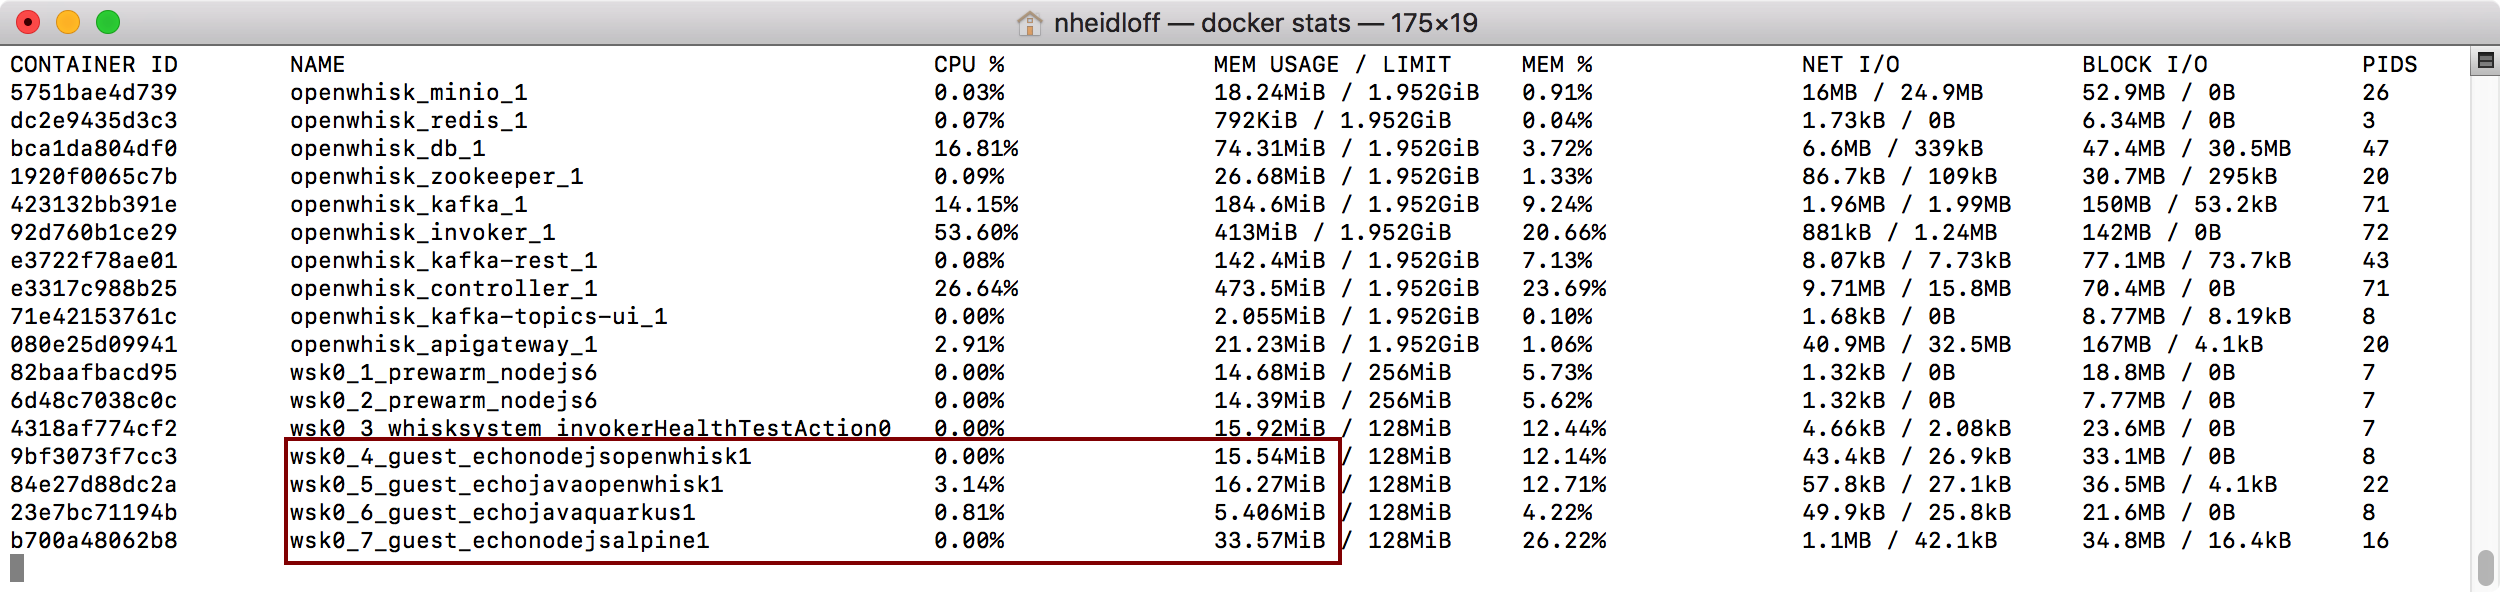 nheidloff — docker stats — 175×19
CONTAINER ID NAME CPU % MEM USAGE / LIMIT MEM % NET I/O BLOCK I/O PIDS
5751bae4d739 openwhisk_minio_1 0.03% 18.24MiB / 1.952GiB 0.91% 16MB / 24.9MB 52.9MB / 0B 26
dc2e9435d3c3 openwhisk_redis_1 0.07% 792KiB / 1.952GiB 0.04% 1.73kB / 0B 6.34MB / 0B 3
bca1da804df0 openwhisk_db_1 16.81% 74.31MiB / 1.952GiB 3.72% 6.6MB / 339kB 47.4MB / 30.5MB 47
1920f0065c7b openwhisk_zookeeper_1 0.09% 26.68MiB / 1.952GiB 1.33% 86.7kB / 109kB 30.7MB / 295kB 20
423132bb391e openwhisk_kafka_1 14.15% 184.6MiB / 1.952GiB 9.24% 1.96MB / 1.99MB 150MB / 53.2kB 71
92d760b1ce29 openwhisk_invoker_1 53.60% 413MiB / 1.952GiB 20.66% 881kB / 1.24MB 142MB / 0B 72
e3722f78ae01 openwhisk_kafka-rest_1 0.08% 142.4MiB / 1.952GiB 7.13% 8.07kB / 7.73kB 77.1MB / 73.7kB 43
e3317c988b25 openwhisk_controller_1 26.64% 473.5MiB / 1.952GiB 23.69% 9.71MB / 15.8MB 70.4MB / 0B 71
71e42153761c openwhisk_kafka-topics-ui_1 0.00% 2.055MiB / 1.952GiB 0.10% 1.68kB / 0B 8.77MB / 8.19kB 8
080e25d09941 openwhisk_apigateway_1 2.91% 21.23MiB / 1.952GiB 1.06% 40.9MB / 32.5MB 167MB / 4.1kB 20
82baafbacd95 wsk0_1_prewarm_nodejs6 0.00% 14.68MiB / 256MiB 5.73% 1.32kB / 0B 18.8MB / 0B 7
6d48c7038c0c wsk0_2_prewarm_nodejs6 0.00% 14.39MiB / 256MiB 5.62% 1.32kB / 0B 7.77MB / 0B 7
4318af774cf2 wsk0_3_whisksystem_invokerHealthTestAction0 0.00% 15.92MiB / 128MiB 12.44% 4.66kB / 2.08kB 23.6MB / 0B 7
9bf3073f7cc3 wsk0_4_guest_echonodejsopenwhisk1 0.00% 15.54MiB / 128MiB 12.14% 43.4kB / 26.9kB 33.1MB / 0B 8
84e27d88dc2a wsk0_5_guest_echojavaopenwhisk1 3.14% 16.27MiB / 128MiB 12.71% 57.8kB / 27.1kB 36.5MB / 4.1kB 22
23e7bc71194b wsk0_6_guest_echojavaquarkus1 0.81% 5.406MiB / 128MiB 4.22% 49.9kB / 25.8kB 21.6MB / 0B 8
b700a48062b8 wsk0_7_guest_echonodejsalpine1 0.00% 33.57MiB / 128MiB 26.22% 1.1MB / 42.1kB 34.8MB / 16.4kB 16